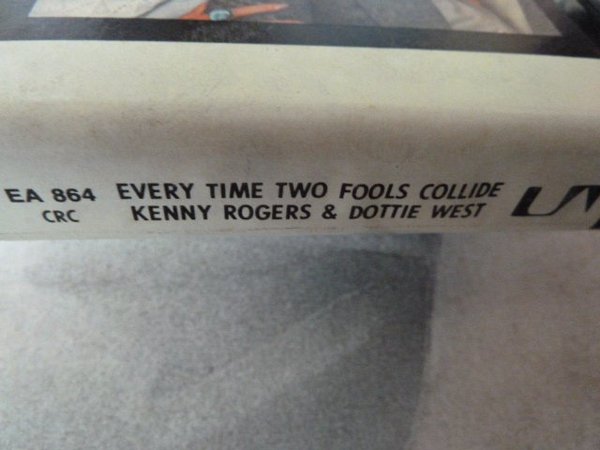 EA 864 EVERY TIME TWO FOOLS COLLIDE
CRC KENNY ROGERS & DOTTIE WEST